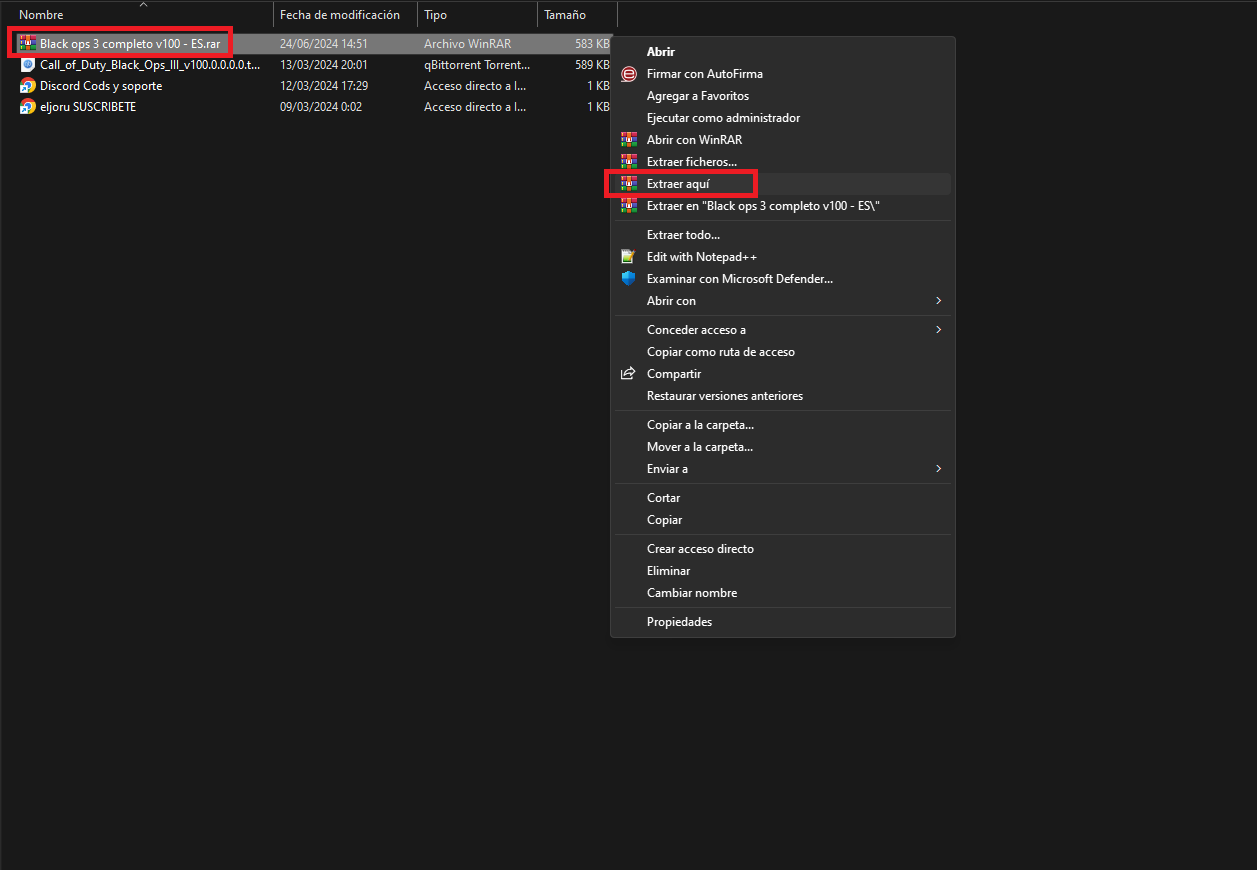 Nombre Fecha de modificación Tipo Tamaño
Black ops 3 completo v100 - ES.rar 24/06/2024 14:51 Archivo WinRAR 583 KB
Call_of_Duty_Black_Ops_III_v100.0.0.0.0.t... 13/03/2024 20:01 qBittorrent Torrent... 589 KB
Discord Cods y soporte 12/03/2024 17:29 Acceso directo a I... 1 KB
eljoru SUSCRIBETE 09/03/2024 0:02 Acceso directo a I... 1 KB
Abrir
Firmar con AutoFirma
Agregar a Favoritos
Ejecutar como administrador
Abrir con WinRAR
Extraer ficheros...
Extraer aquí
Extraer en "Black ops 3 completo v100 - ES\"
Extraer todo...
Edit with Notepad++
Examinar con Microsoft Defender...
Abrir con
Conceder acceso a
Copiar como ruta de acceso
Compartir
Restaurar versiones anteriores
Copiar a la carpeta...
Mover a la carpeta...
Enviar a
Cortar
Copiar
Crear acceso directo
Eliminar
Cambiar nombre
Propiedades